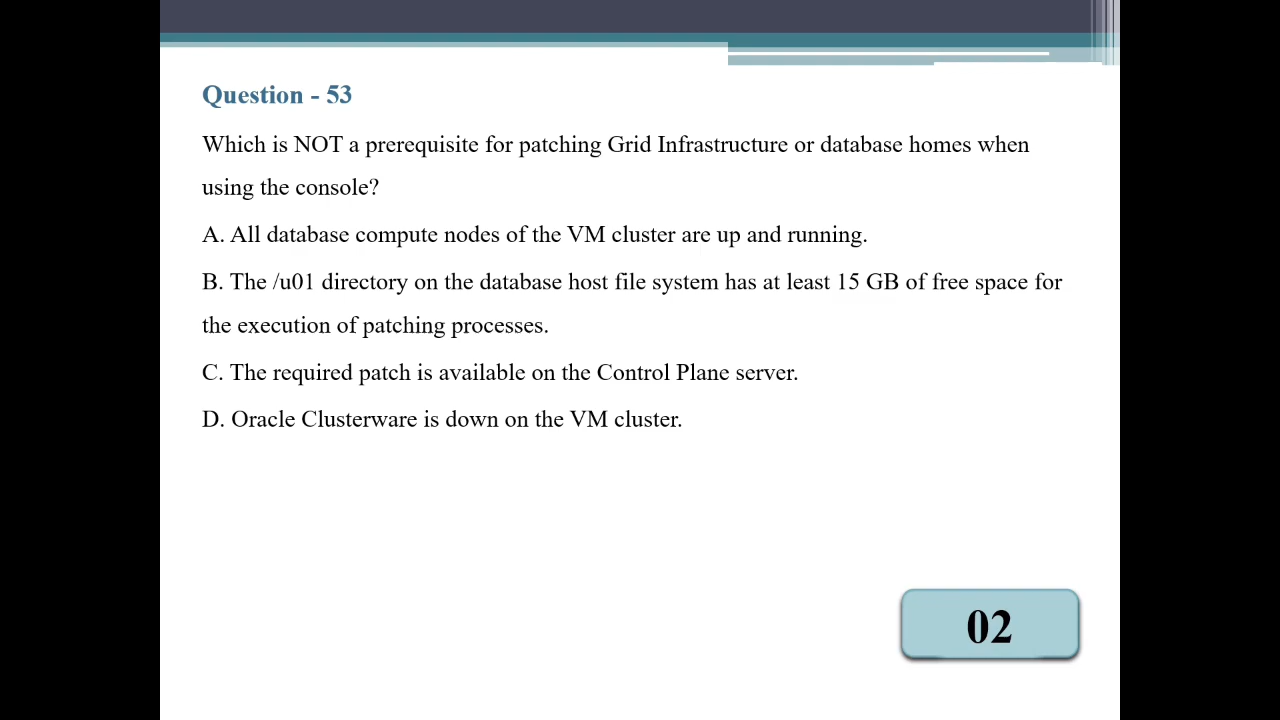 Question - 53
Which is NOT a prerequisite for patching Grid Infrastructure or database homes when
using the console?
A. All database compute nodes of the VM cluster are up and running.
B. The /u01 directory on the database host file system has at least 15 GB of free space for
the execution of patching processes.
C. The required patch is available on the Control Plane server.
D. Oracle Clusterware is down on the VM cluster.
02